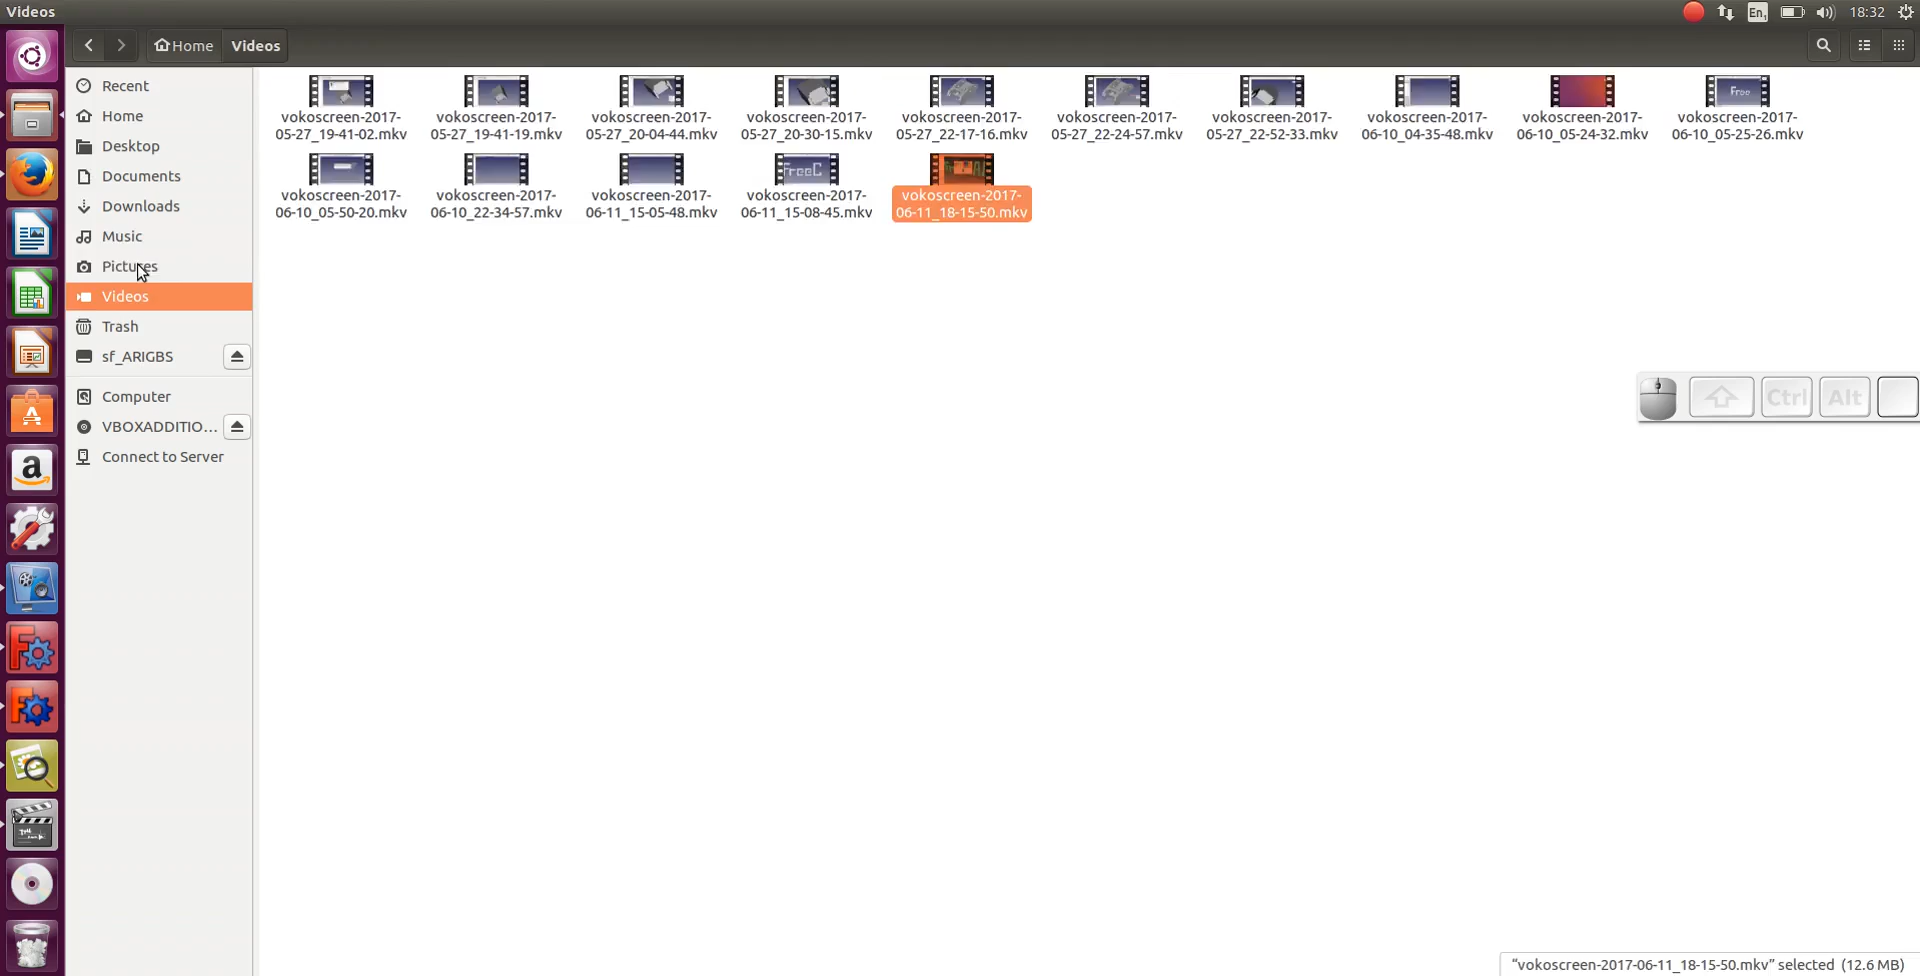 Videos
En
18:32
Home
Videos
Recent
Home
Desktop
Documents
Downloads
Music
Pictures
Videos
Trash
sf_ARIGBS
Computer
VBOXADDITIO...
Connect to Server
vokoscreen-2017-
05-27_19-41-02.mkv
vokoscreen-2017-
05-27_19-41-19.mkv
vokoscreen-2017-
05-27_20-04-44.mkv
vokoscreen-2017-
05-27_20-30-15.mkv
vokoscreen-2017-
05-27_22-17-16.mkv
vokoscreen-2017-
05-27_22-24-57.mkv
vokoscreen-2017-
05-27_22-52-33.mkv
vokoscreen-2017-
06-10_04-35-48.mkv
vokoscreen-2017-
06-10_05-24-32.mkv
Free
vokoscreen-2017-
06-10_05-25-26.mkv
vokoscreen-2017-
06-10_05-50-20.mkv
vokoscreen-2017-
06-10_22-34-57.mkv
vokoscreen-2017-
06-11_15-05-48.mkv
FreeC
vokoscreen-2017-
06-11_15-08-45.mkv
vokoscreen-2017-
06-11_18-15-50.mkv
Ctrl
Alt
"vokoscreen-2017-06-11_18-15-50.mkv" selected (12.6 MB)